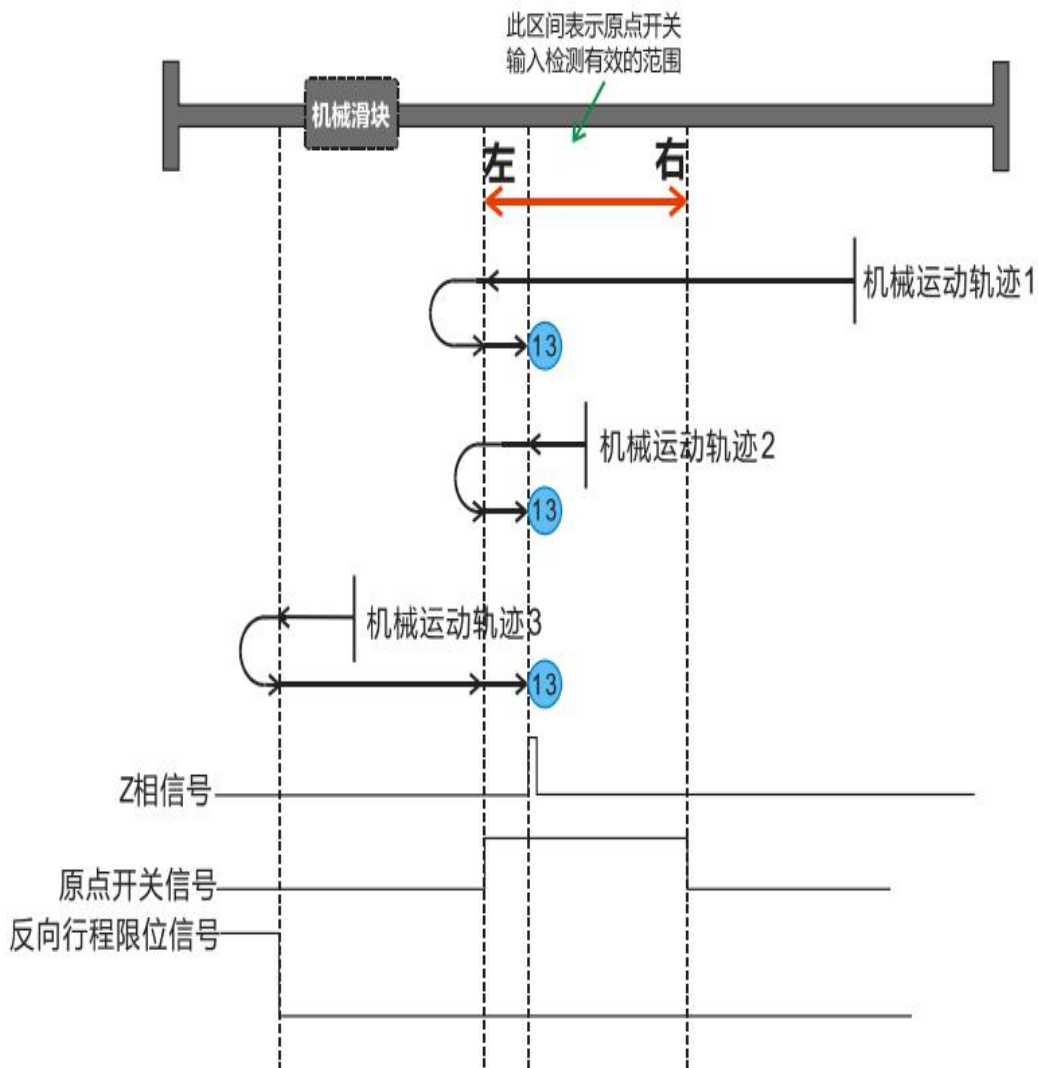 此区间表示原点开关
输入检测有效的范围
机械滑块
左
右
机械运动轨迹1
13
机械运动轨迹2
13
机械运动轨迹3
13
Z相信号
原点开关信号
反向行程限位信号